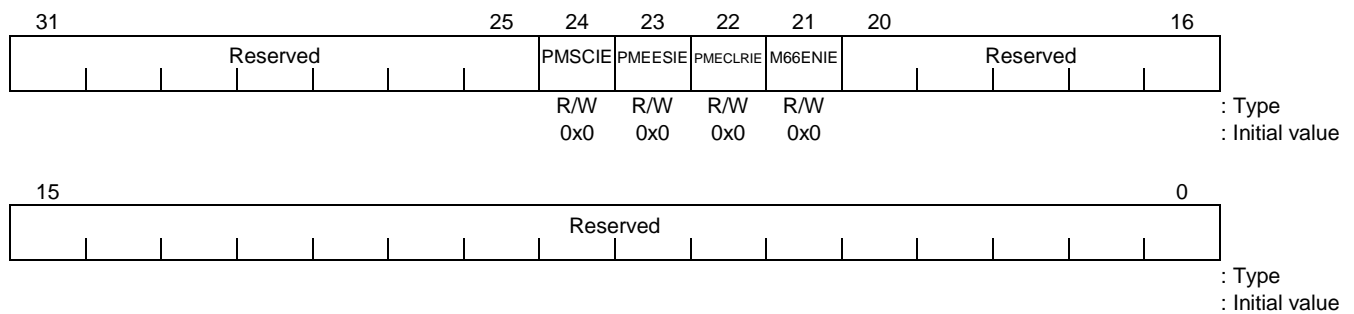 31 25 24 23 22 21 20 16
Reserved PMSCIE PMEESIE PMECLRIE M66ENIE Reserved
R/W R/W R/W R/W : Type
0x0 0x0 0x0 0x0 : Initial value
15 0
Reserved
: Type
: Initial value